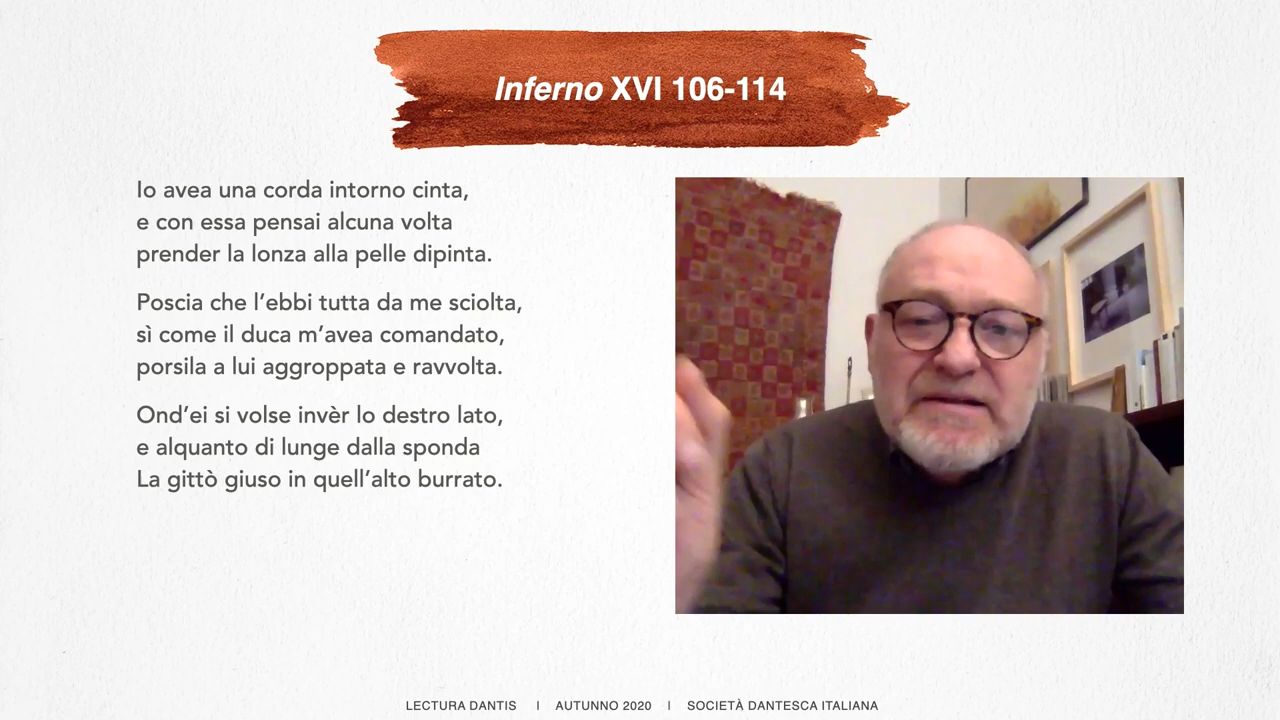 Inferno XVI 106-114
Io avea una corda intorno cinta,
e con essa pensai alcuna volta
prender la lonza alla pelle dipinta.
Poscia che l’ebbi tutta da me sciolta,
sì come il duca m’avea comandato,
porsila a lui aggroppata e ravvolta.
Ond’ei si volse invèr lo destro lato,
e alquanto di lunge dalla sponda
La gittò giuso in quell’alto burrato.
LECTURA DANTIS | AUTUNNO 2020 | SOCIETÀ DANTESCA ITALIANA